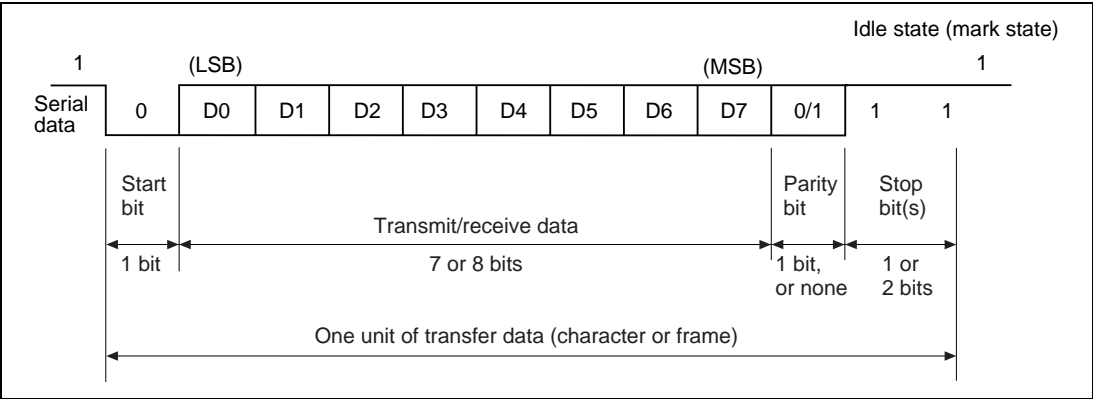 Idle state (mark state)
1 (LSB) (MSB) 1
Serial data 0 D0 D1 D2 D3 D4 D5 D6 D7 0/1 1 1
Start bit
Parity bit
Stop bit(s)
Transmit/receive data
1 bit
7 or 8 bits
1 bit, or none
1 or 2 bits
One unit of transfer data (character or frame)